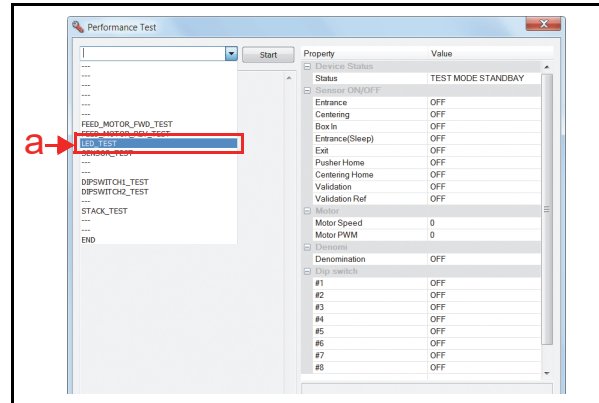 Performance Test
Start
---
---
---
---
---
---
FEED_MOTOR_FWD_TEST
FEED_MOTOR_REV_TEST
LED_TEST
SENSOR_TEST
---
---
DIPSWITCH1_TEST
DIPSWITCH2_TEST
---
STACK_TEST
---
---
END
a
Property Value
Device Status
Status TEST MODE STANDBAY
Sensor ON/OFF
Entrance OFF
Centering OFF
Box In OFF
Entrance(Sleep) OFF
Exit OFF
Pusher Home OFF
Centering Home OFF
Validation OFF
Validation Ref OFF
Motor
Motor Speed 0
Motor PWM 0
Denomi
Denomination OFF
Dip switch
#1 OFF
#2 OFF
#3 OFF
#4 OFF
#5 OFF
#6 OFF
#7 OFF
#8 OFF